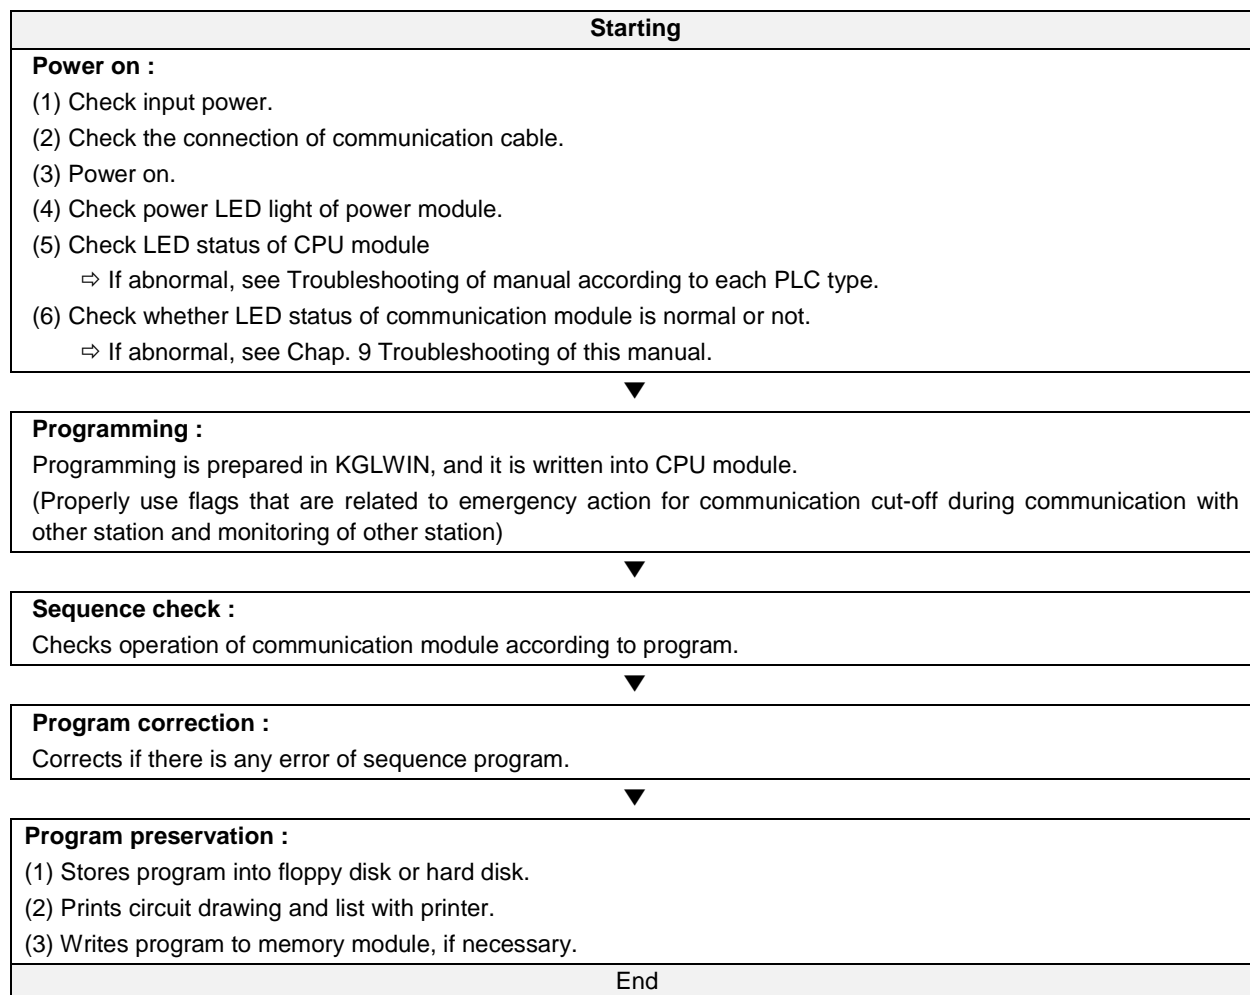 Starting
Power on :
(1) Check input power.
(2) Check the connection of communication cable.
(3) Power on.
(4) Check power LED light of power module.
(5) Check LED status of CPU module
⇨ If abnormal, see Troubleshooting of manual according to each PLC type.
(6) Check whether LED status of communication module is normal or not.
⇨ If abnormal, see Chap. 9 Troubleshooting of this manual.
▼
Programming :
Programming is prepared in KGLWIN, and it is written into CPU module.
(Properly use flags that are related to emergency action for communication cut-off during communication with
other station and monitoring of other station)
▼
Sequence check :
Checks operation of communication module according to program.
▼
Program correction :
Corrects if there is any error of sequence program.
▼
Program preservation :
(1) Stores program into floppy disk or hard disk.
(2) Prints circuit drawing and list with printer.
(3) Writes program to memory module, if necessary.
End